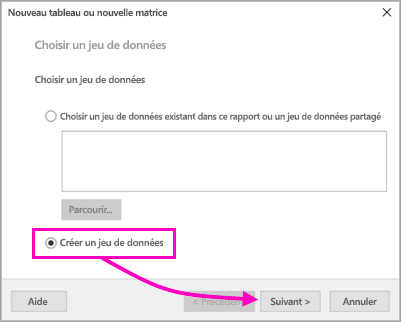 Nouveau tableau ou nouvelle matrice
Choisir un jeu de données
Choisir un jeu de données
Choisir un jeu de données existant dans ce rapport ou un jeu de données partagé
Parcourir...
Créer un jeu de données
Aide
< Précédent
Suivant >
Annuler